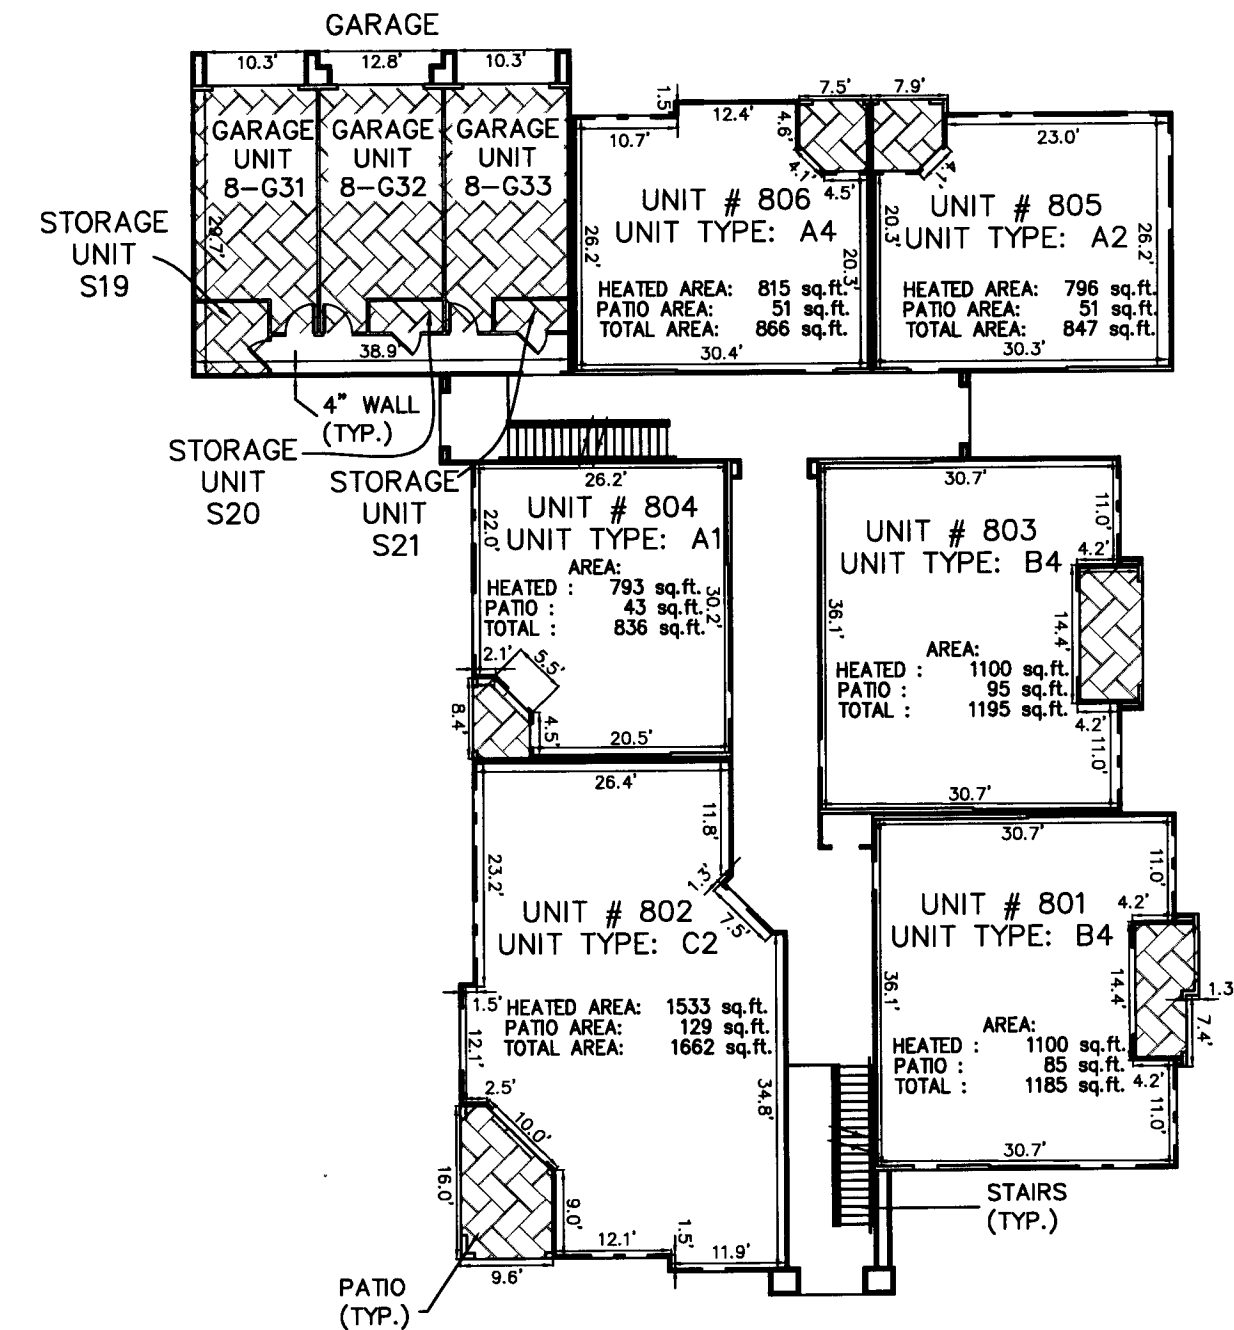 GARAGE
10.3' 12.8' 10.3'
GARAGE
UNIT
8-G31
GARAGE
UNIT
8-G32
GARAGE
UNIT
8-G33
29.7'
38.9'
STORAGE
UNIT
S19
4" WALL
(TYP.)
STORAGE
UNIT
S20
STORAGE
UNIT
S21
1.5'
10.7'
12.4'
7.5'
4.6'
4.1'
4.5'
UNIT # 806
UNIT TYPE: A4
26.2'
20.3'
HEATED AREA: 815 sq.ft.
PATIO AREA: 51 sq.ft.
TOTAL AREA: 866 sq.ft.
30.4'
7.9'
23.0'
4.1'
UNIT # 805
UNIT TYPE: A2
20.3'
26.2'
HEATED AREA: 796 sq.ft.
PATIO AREA: 51 sq.ft.
TOTAL AREA: 847 sq.ft.
30.3'
26.2'
UNIT # 804
UNIT TYPE: A1
22.0'
AREA:
HEATED : 793 sq.ft.
PATIO : 43 sq.ft.
TOTAL : 836 sq.ft.
30.2'
2.1'
5.5'
8.4'
4.5'
20.5'
30.7'
11.0'
UNIT # 803
UNIT TYPE: B4
4.2'
36.1'
14.4'
AREA:
HEATED : 1100 sq.ft.
PATIO : 95 sq.ft.
TOTAL : 1195 sq.ft.
4.2'
11.0'
30.7'
26.4'
11.8'
23.2'
1.3'
7.5'
UNIT # 802
UNIT TYPE: C2
1.5'
HEATED AREA: 1533 sq.ft.
PATIO AREA: 129 sq.ft.
TOTAL AREA: 1662 sq.ft.
12.1'
2.5'
10.0'
34.8'
16.0'
9.0'
12.1'
1.5'
11.9'
9.6'
PATIO
(TYP.)
30.7'
11.0'
UNIT # 801
UNIT TYPE: B4
4.2'
36.1'
14.4'
1.3
7.4'
AREA:
HEATED : 1100 sq.ft.
PATIO : 85 sq.ft.
TOTAL : 1185 sq.ft.
4.2'
11.0'
30.7'
STAIRS
(TYP.)